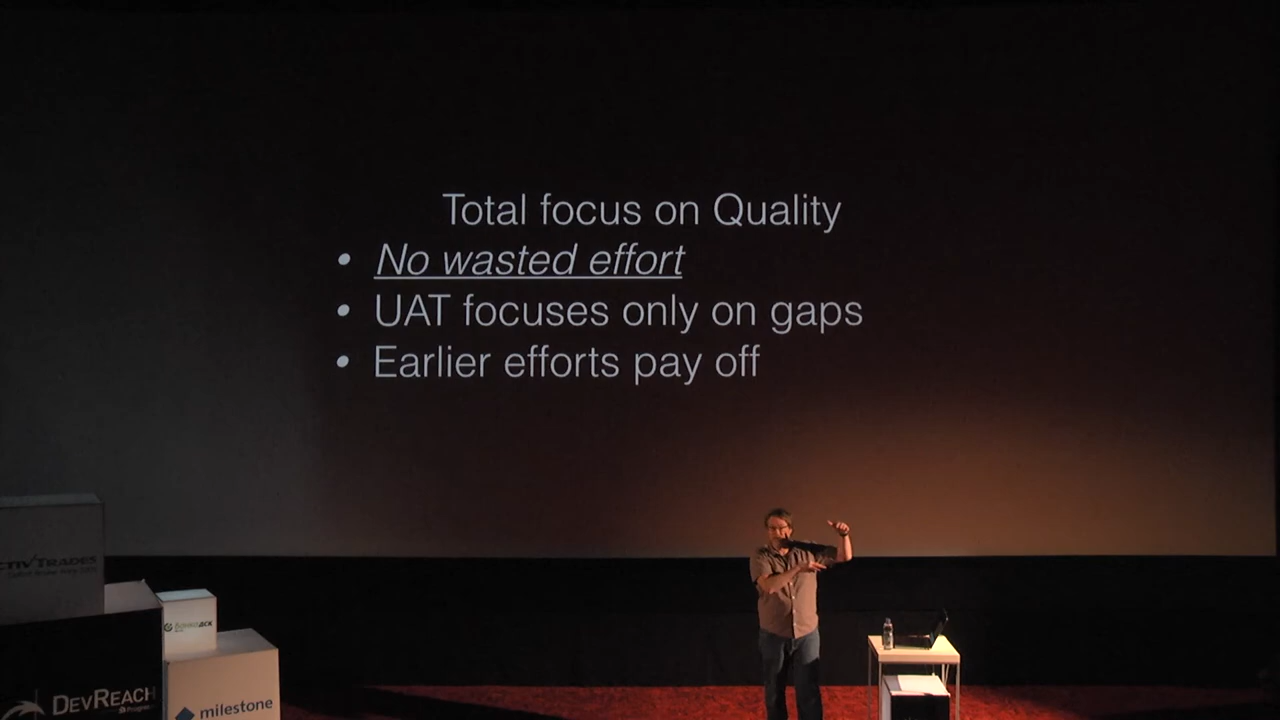 Total focus on Quality
• No wasted effort
• UAT focuses only on gaps
• Earlier efforts pay off
DEVREACH
milestone